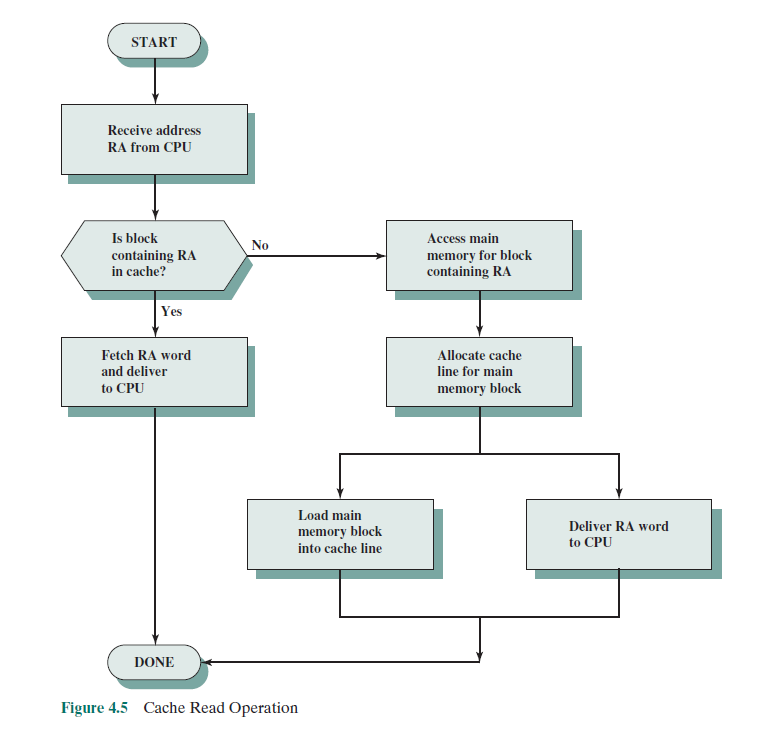 START
Receive address
RA from CPU
Is block
containing RA
in cache?
No
Access main
memory for block
containing RA
Yes
Fetch RA word
and deliver
to CPU
Allocate cache
line for main
memory block
Load main
memory block
into cache line
Deliver RA word
to CPU
DONE
Figure 4.5 Cache Read Operation